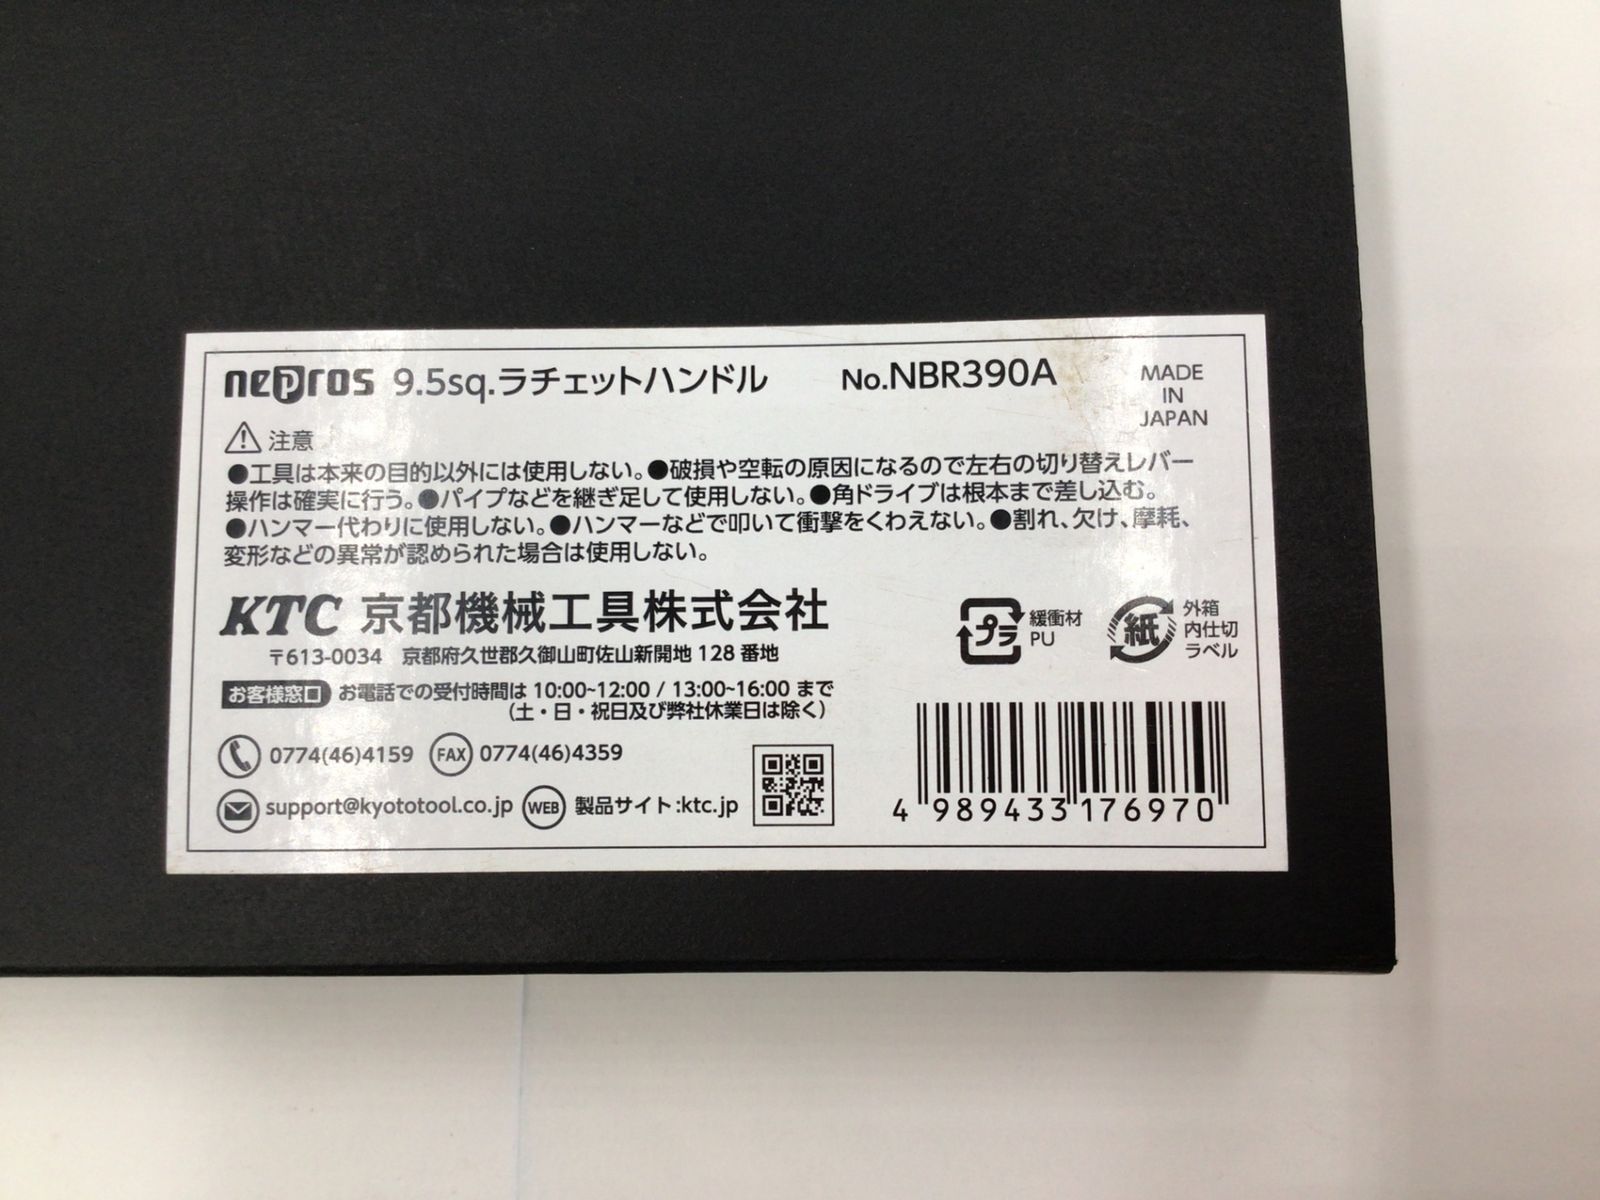 nepros 9.5sq.ラチェットハンドル No.NBR390A
MADE
IN
JAPAN
注意
●工具は本来の目的以外には使用しない。●破損や空転の原因になるので左右の切り替えレバー
操作は確実に行う。●パイプなどを継ぎ足して使用しない。●角ドライブは根本まで差し込む。
●ハンマー代わりに使用しない。●ハンマーなどで叩いて衝撃をくわえない。●割れ、欠け、摩耗、
変形などの異常が認められた場合は使用しない。
KTC 京都機械工具株式会社
〒613-0034 京都府久世郡久御山町佐山新開地 128 番地
お客様窓口 お電話での受付時間は 10:00~12:00 / 13:00~16:00 まで
(土・日・祝日及び弊社休業日は除く)
0774(46)4159 FAX 0774(46)4359
support@kyototool.co.jp WEB 製品サイト:ktc.jp
プラ 緩衝材
PU
紙 外箱
内仕切
ラベル
4 989433 176970